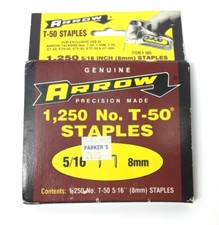 ARROW
T-50 STAPLES
1,250 5/16 INCH (8mm) STAPLES
GENUINE
ARROW
PRECISION MADE
1,250 No. T-50®
STAPLES
PARKER'S
5/16" 8mm
Contents: 1,250 No. T-50 5/16" (8mm) STAPLES